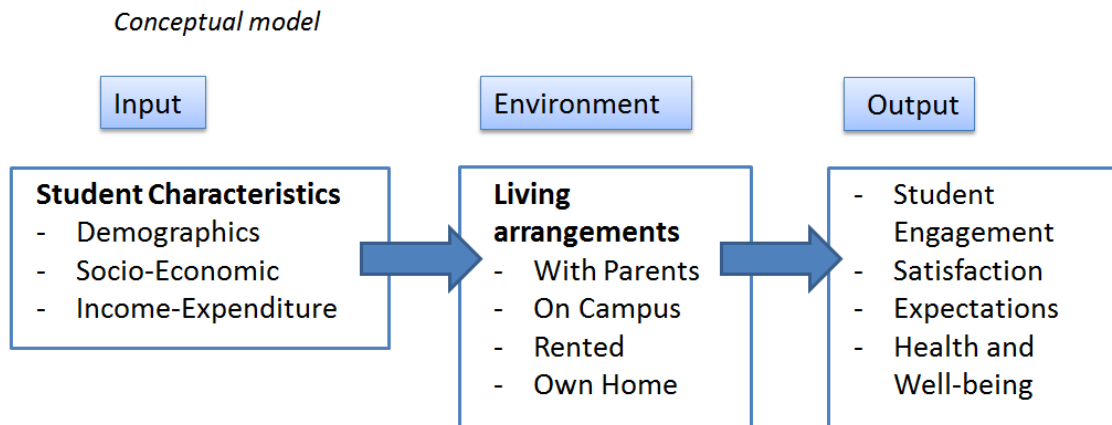 Conceptual model
Input
Environment
Output
Student Characteristics
- Demographics
- Socio-Economic
- Income-Expenditure
Living
arrangements
- With Parents
- On Campus
- Rented
- Own Home
- Student
Engagement
- Satisfaction
- Expectations
- Health and
Well-being